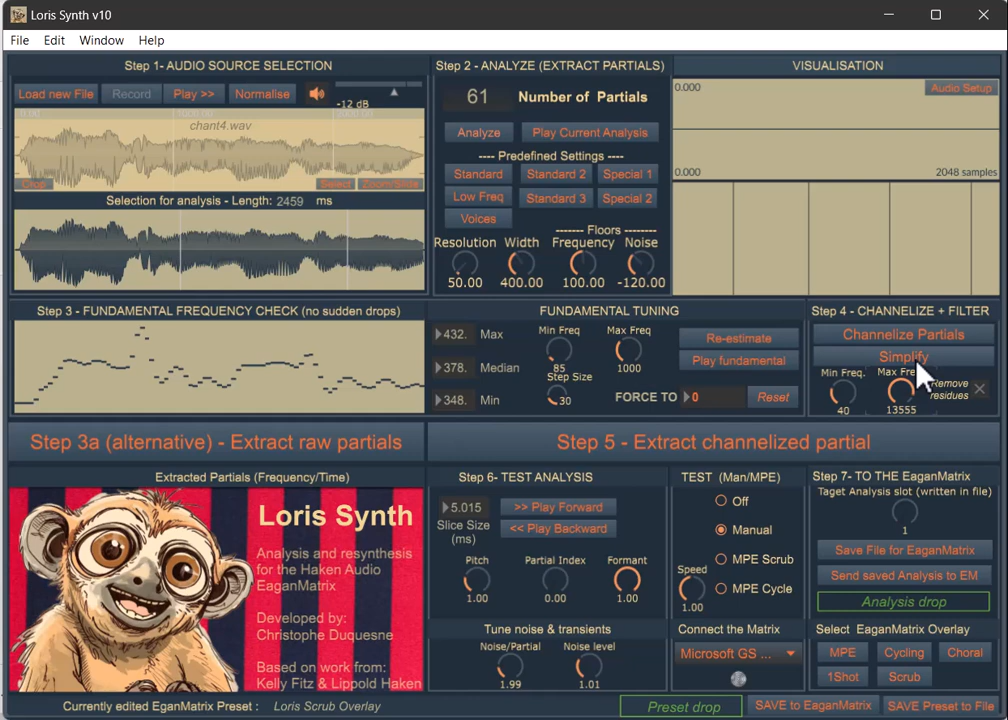 Loris Synth v10
File Edit Window Help
Step 1- AUDIO SOURCE SELECTION
Load new File Record Play >> Normalise -12 dB
chant4.wav
Crop Select
Selection for analysis - Length: 2459 ms
Step 2 - ANALYZE (EXTRACT PARTIALS)
61 Number of Partials
Analyze Play Current Analysis
---- Predefined Settings ----
Standard Standard 2 Special 1
Low Freq Standard 3 Special 2
Voices
------- Floors --------
Resolution Width Frequency Noise
50.00 400.00 100.00 -120.00
VISUALISATION
0.000 Audio Setup
0.000 2048 samples
Step 3 - FUNDAMENTAL FREQUENCY CHECK (no sudden drops)
FUNDAMENTAL TUNING
432. Max Min Freq Max Freq Re-estimate
378. Median 85 1000 Play fundamental
Step Size
348. Min 30 FORCE TO 0 Reset
Step 4 - CHANNELIZE + FILTER
Channelize Partials
Simplify
Min Freq. Max Fre
Remove
residues
40 13555
Step 3a (alternative) - Extract raw partials
Step 5 - Extract channelized partial
Extracted Partials (Frequency/Time)
Loris Synth
Analysis and resynthesis
for the Haken Audio
EaganMatrix
Developed by:
Christophe Duquesne
Based on work from:
Kelly Fitz & Lippold Haken
Step 6- TEST ANALYSIS
5.015 >> Play Forward
Slice Size << Play Backward
(ms)
Pitch Partial Index Formant
1.00 0.00 1.00
Tune noise & transients
Noise/Partial Noise level
1.99 1.01
TEST (Man/MPE)
Off
Manual
MPE Scrub
Speed MPE Cycle
1.00
Connect the Matrix
Microsoft GS ...
Step 7- TO THE EaganMatrix
Taget Analysis slot (written in file)
1
Save File for EaganMatrix
Send saved Analysis to EM
Analysis drop
Select EaganMatrix Overlay
MPE Cycling Choral
1Shot Scrub
Currently edited EaganMatrix Preset : Loris Scrub Overlay
Preset drop SAVE to EaganMatrix SAVE Preset to File